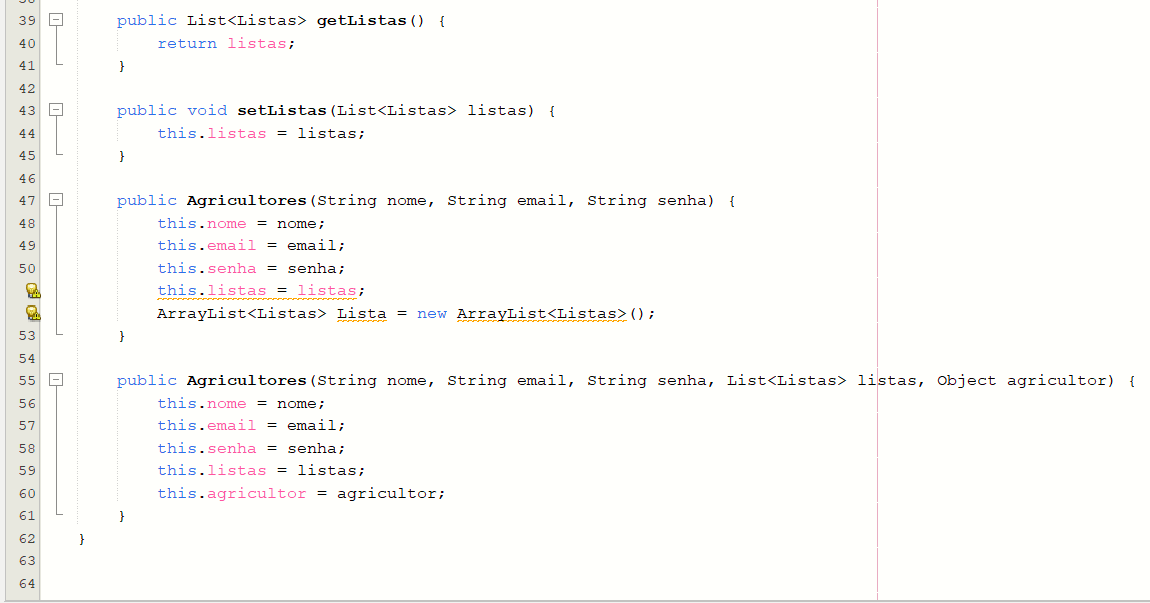 39 public List<Listas> getListas() {
40 return listas;
41 }
42
43 public void setListas(List<Listas> listas) {
44 this.listas = listas;
45 }
46
47 public Agricultores(String nome, String email, String senha) {
48 this.nome = nome;
49 this.email = email;
50 this.senha = senha;
this.listas = listas;
ArrayList<Listas> Lista = new ArrayList<Listas>();
53 }
54
55 public Agricultores(String nome, String email, String senha, List<Listas> listas, Object agricultor) {
56 this.nome = nome;
57 this.email = email;
58 this.senha = senha;
59 this.listas = listas;
60 this.agricultor = agricultor;
61 }
62 }
63
64